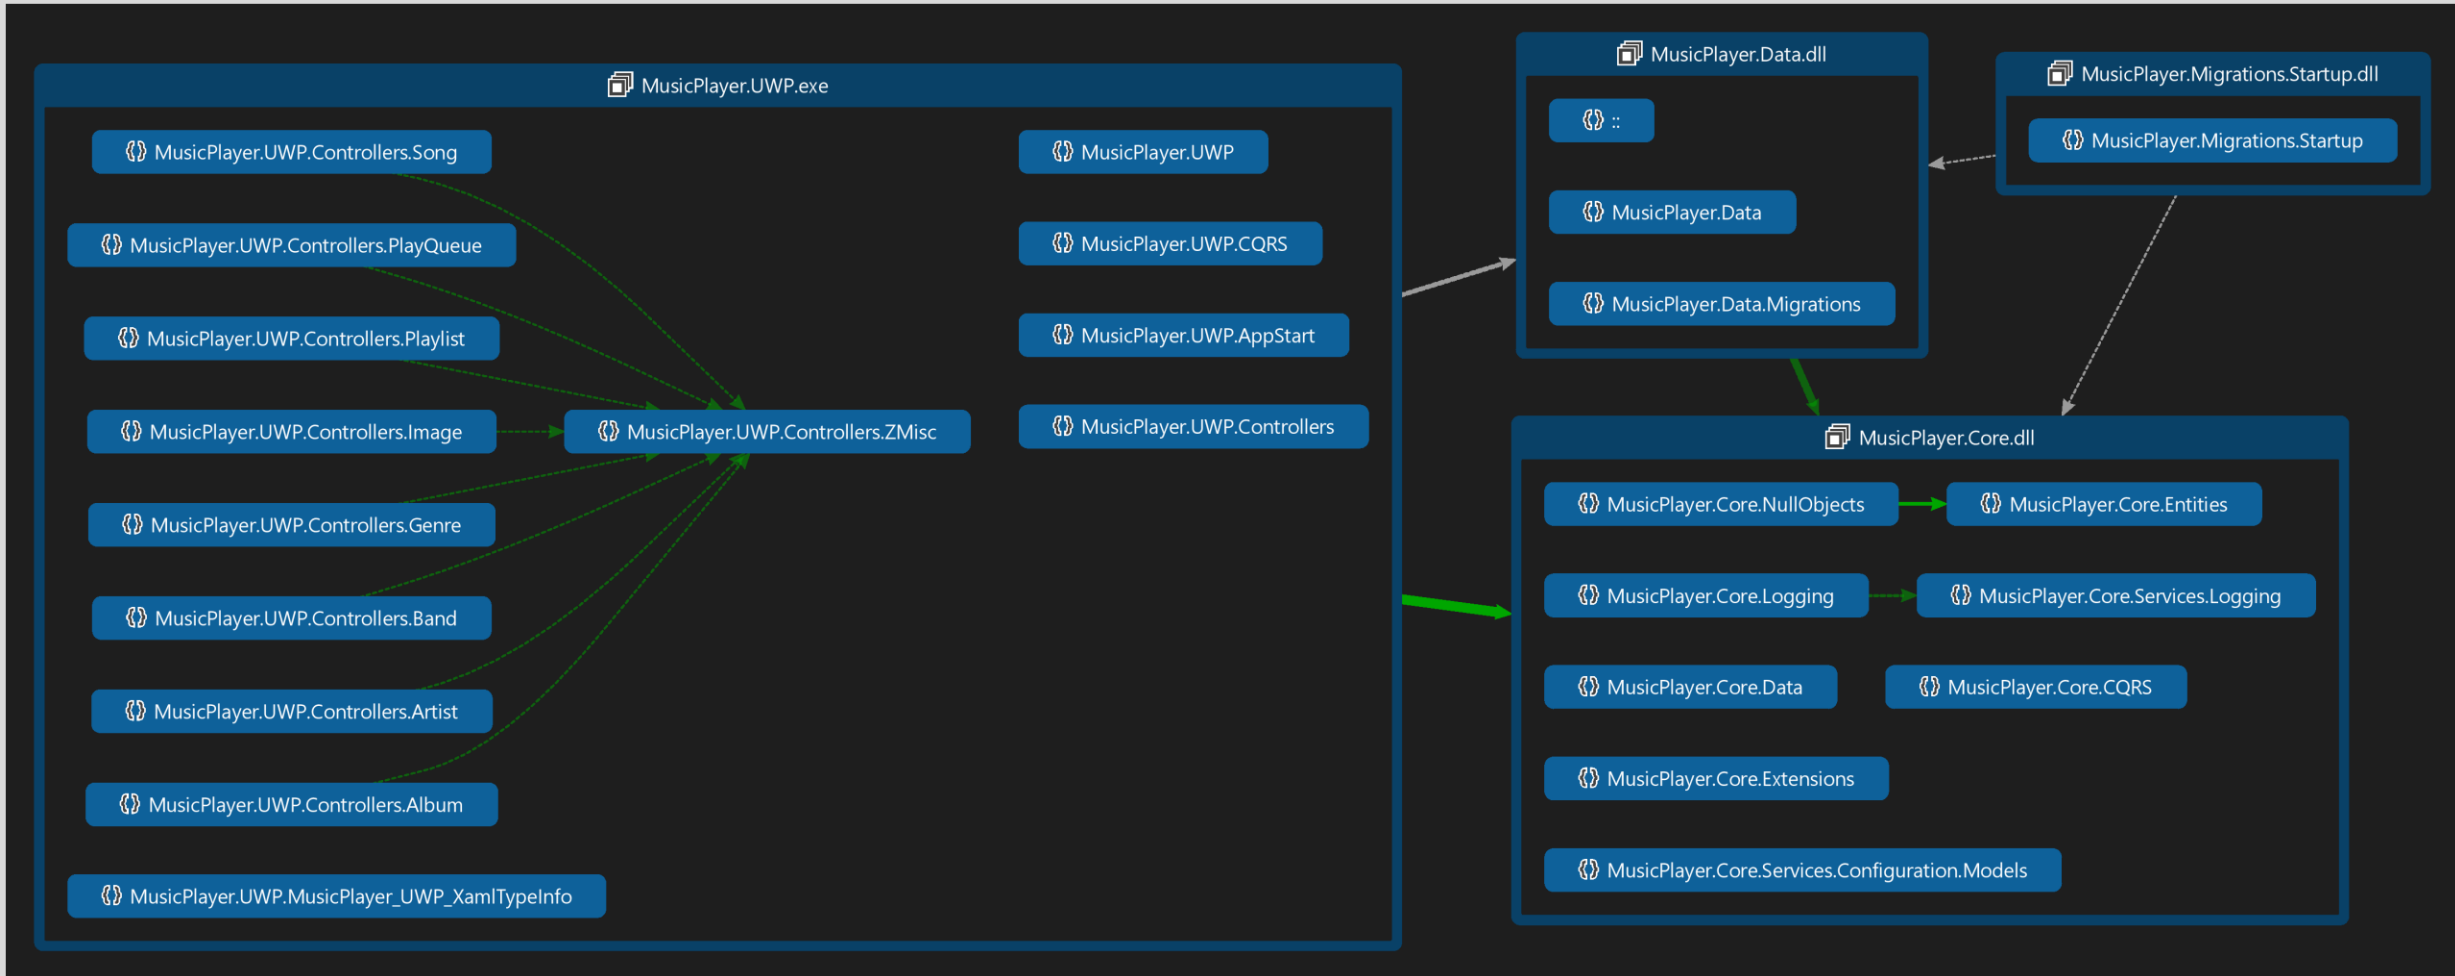 MusicPlayer.UWP.exe
MusicPlayer.UWP.Controllers.Song
MusicPlayer.UWP.Controllers.PlayQueue
MusicPlayer.UWP.Controllers.Playlist
MusicPlayer.UWP.Controllers.Image
MusicPlayer.UWP.Controllers.ZMisc
MusicPlayer.UWP.Controllers.Genre
MusicPlayer.UWP.Controllers.Band
MusicPlayer.UWP.Controllers.Artist
MusicPlayer.UWP.Controllers.Album
MusicPlayer.UWP.MusicPlayer_UWP_XamlTypeInfo
MusicPlayer.UWP
MusicPlayer.UWP.CQRS
MusicPlayer.UWP.AppStart
MusicPlayer.UWP.Controllers
MusicPlayer.Data.dll
::
MusicPlayer.Data
MusicPlayer.Data.Migrations
MusicPlayer.Migrations.Startup.dll
MusicPlayer.Migrations.Startup
MusicPlayer.Core.dll
MusicPlayer.Core.NullObjects
MusicPlayer.Core.Entities
MusicPlayer.Core.Logging
MusicPlayer.Core.Services.Logging
MusicPlayer.Core.Data
MusicPlayer.Core.CQRS
MusicPlayer.Core.Extensions
MusicPlayer.Core.Services.Configuration.Models